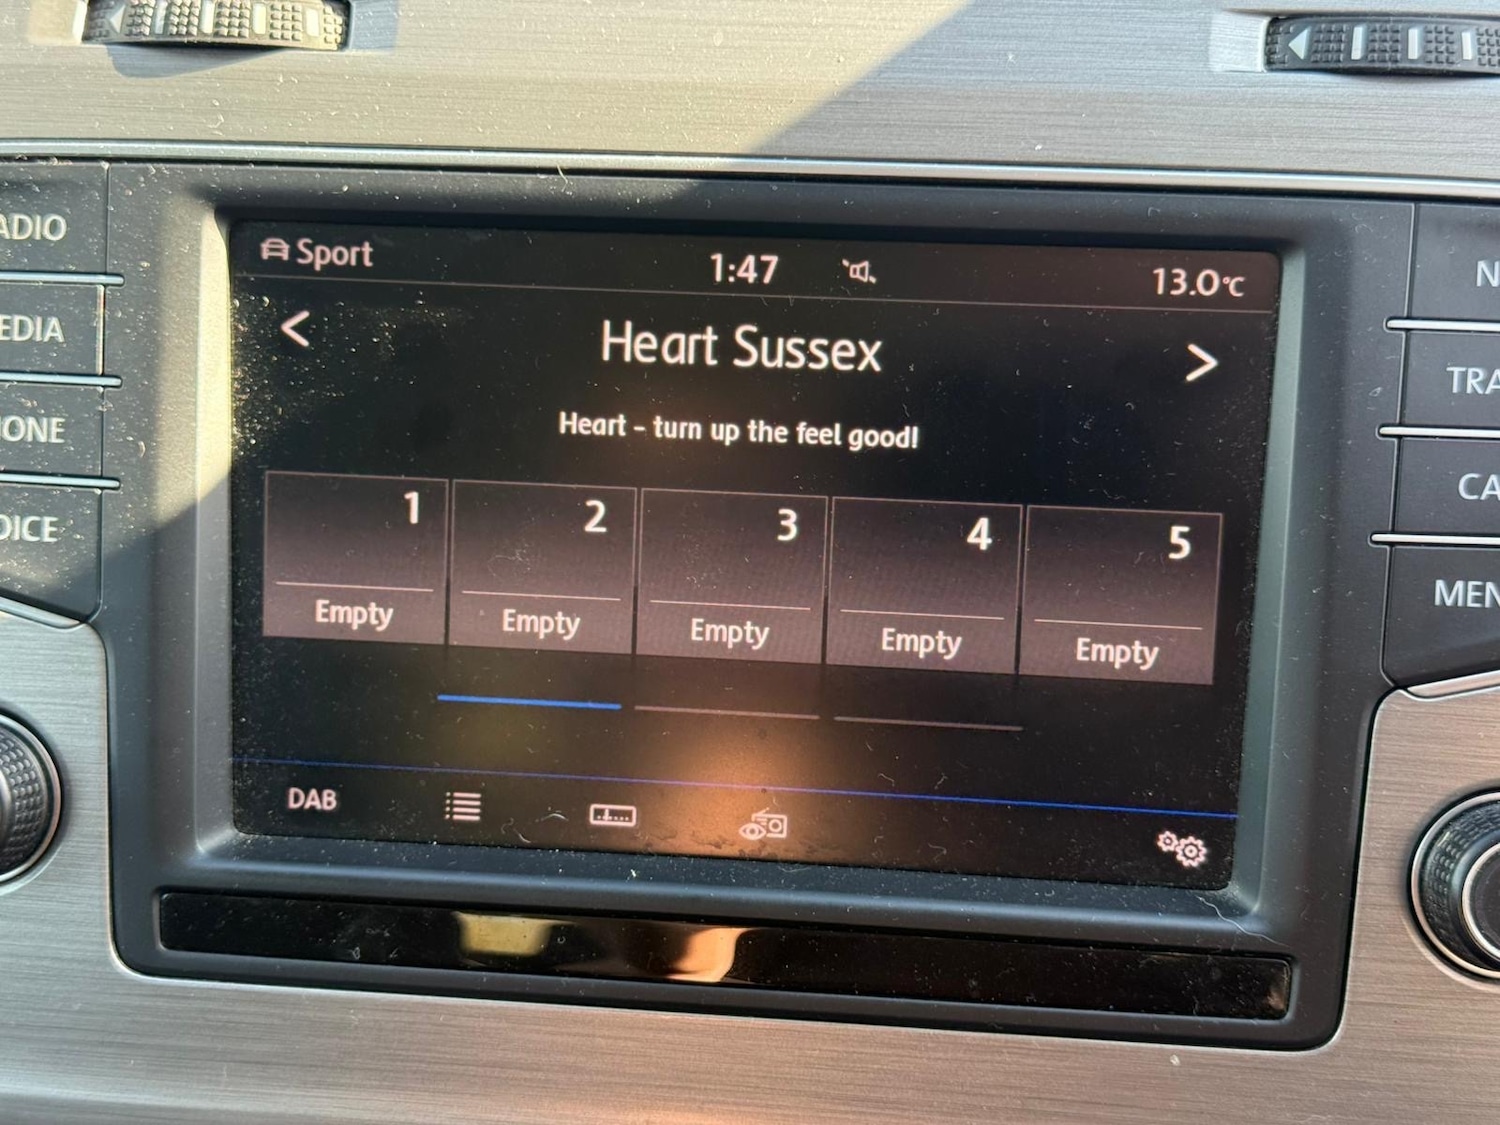 ADIO
EDIA
ONE
OICE
Sport
1:47
13.0°C
Heart Sussex
Heart - turn up the feel good!
1
2
3
4
5
Empty
Empty
Empty
Empty
Empty
DAB
N
TRA
CA
MEN